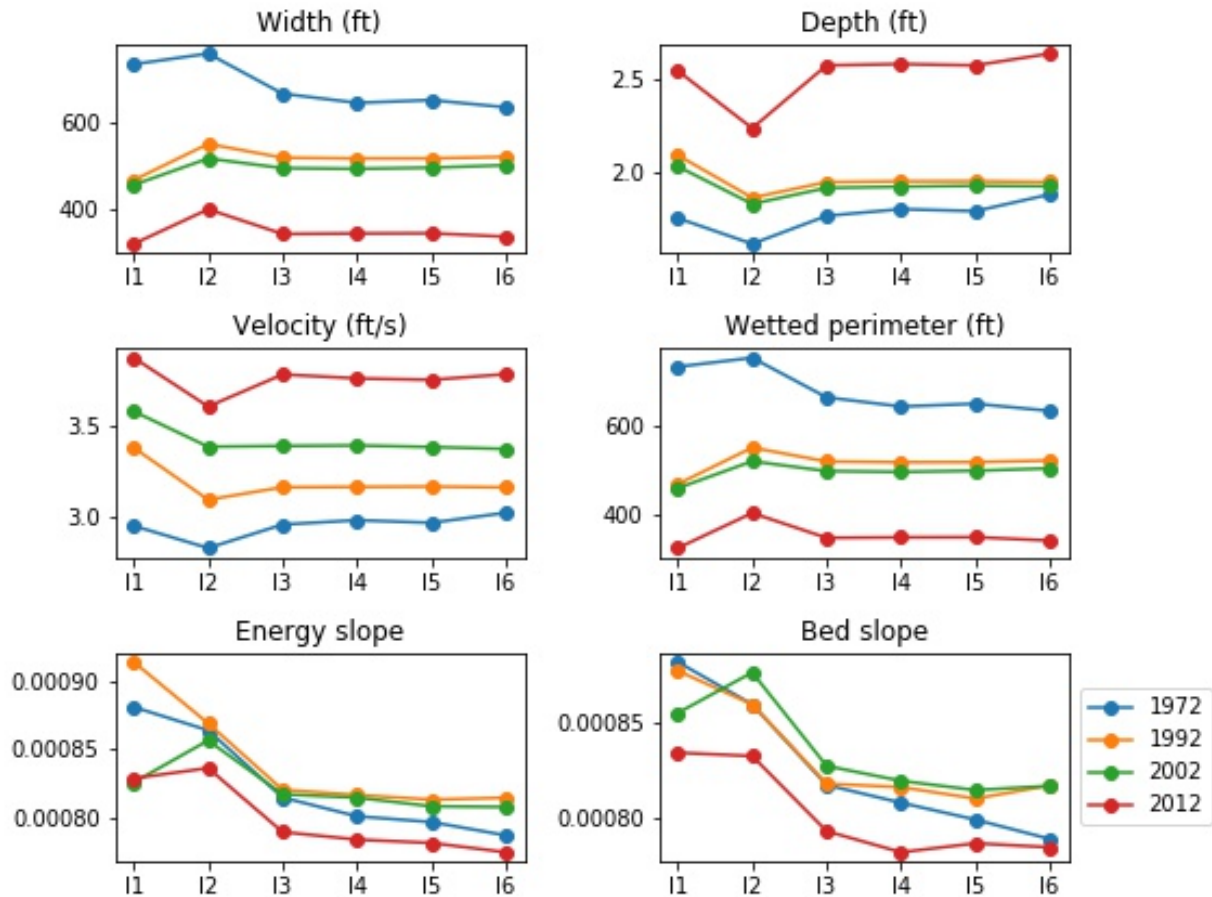 Width (ft)
600
400
I1 I2 I3 I4 I5 I6
Depth (ft)
2.5
2.0
I1 I2 I3 I4 I5 I6
Velocity (ft/s)
3.5
3.0
I1 I2 I3 I4 I5 I6
Wetted perimeter (ft)
600
400
I1 I2 I3 I4 I5 I6
Energy slope
0.00090
0.00085
0.00080
I1 I2 I3 I4 I5 I6
Bed slope
0.00085
0.00080
I1 I2 I3 I4 I5 I6
1972
1992
2002
2012